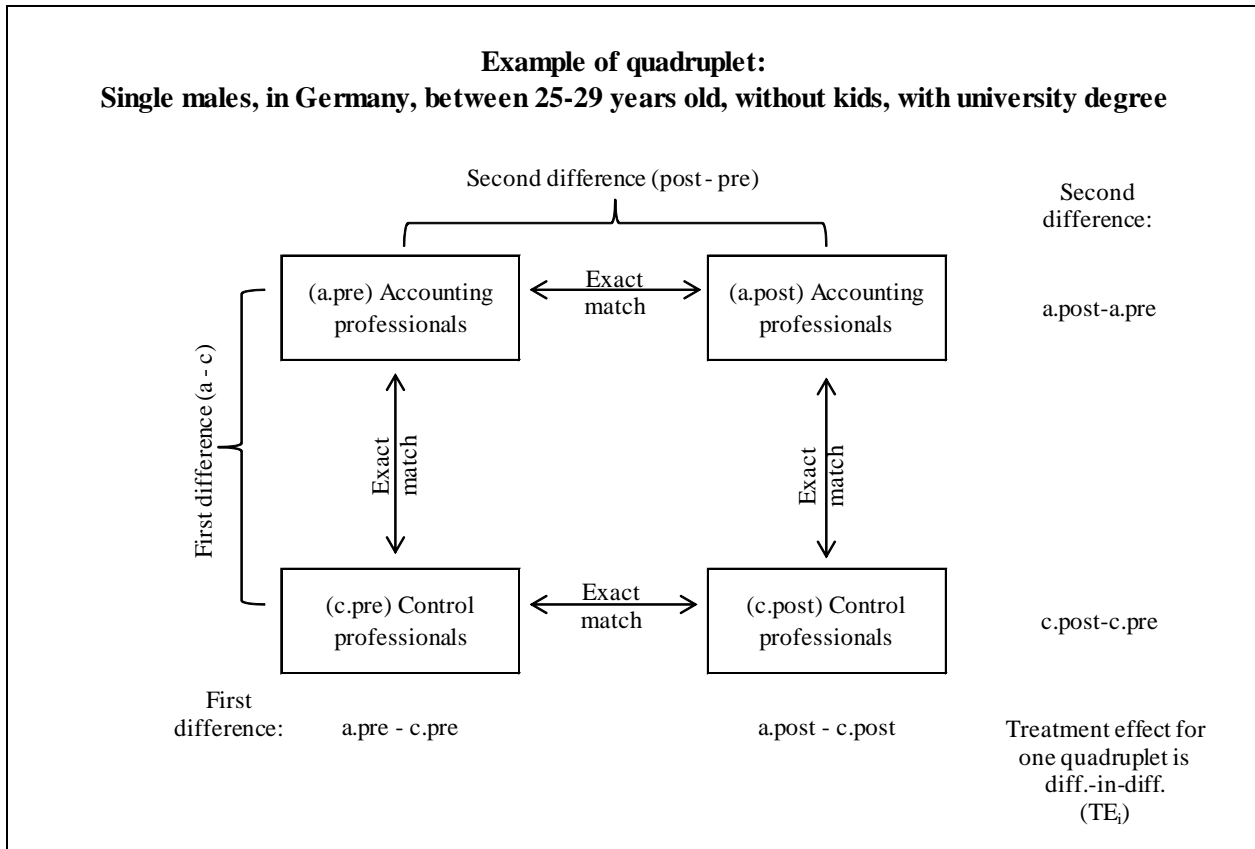 Example of quadruplet:
Single males, in Germany, between 25-29 years old, without kids, with university degree
Second difference (post - pre)
Second
difference:
(a.pre) Accounting
professionals
Exact
match
(a.post) Accounting
professionals
a.post-a.pre
First difference (a - c)
Exact
match
Exact
match
(c.pre) Control
professionals
Exact
match
(c.post) Control
professionals
c.post-c.pre
First
difference:
a.pre - c.pre
a.post - c.post
Treatment effect for
one quadruplet is
diff.-in-diff.
(TEᵢ)